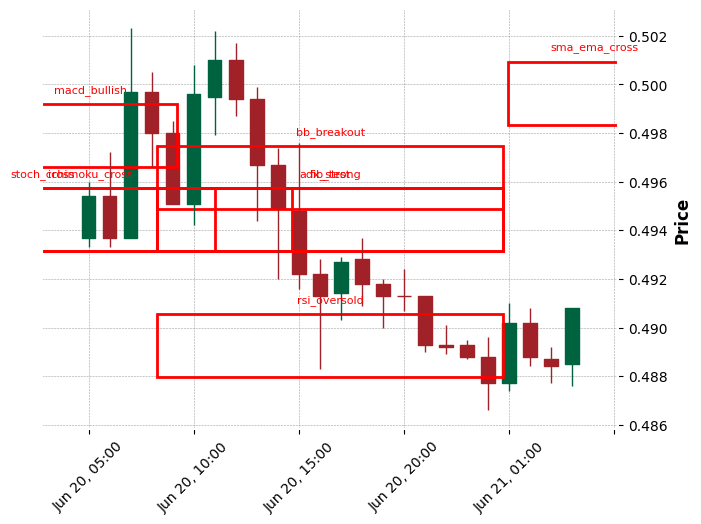 sma_ema_cross
macd_bullish
bb_breakout
stoch_cross
ichimoku_cross
rsi_oversold
0.502
0.500
0.498
0.496
0.494
0.492
0.490
0.488
0.486
Price
Jun 20, 05:00
Jun 20, 10:00
Jun 20, 15:00
Jun 20, 20:00
Jun 21, 01:00